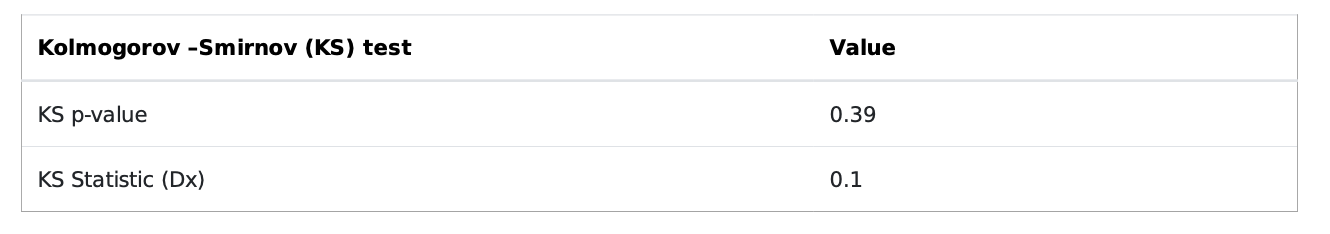 Kolmogorov –Smirnov (KS) test Value
KS p-value 0.39
KS Statistic (Dx) 0.1